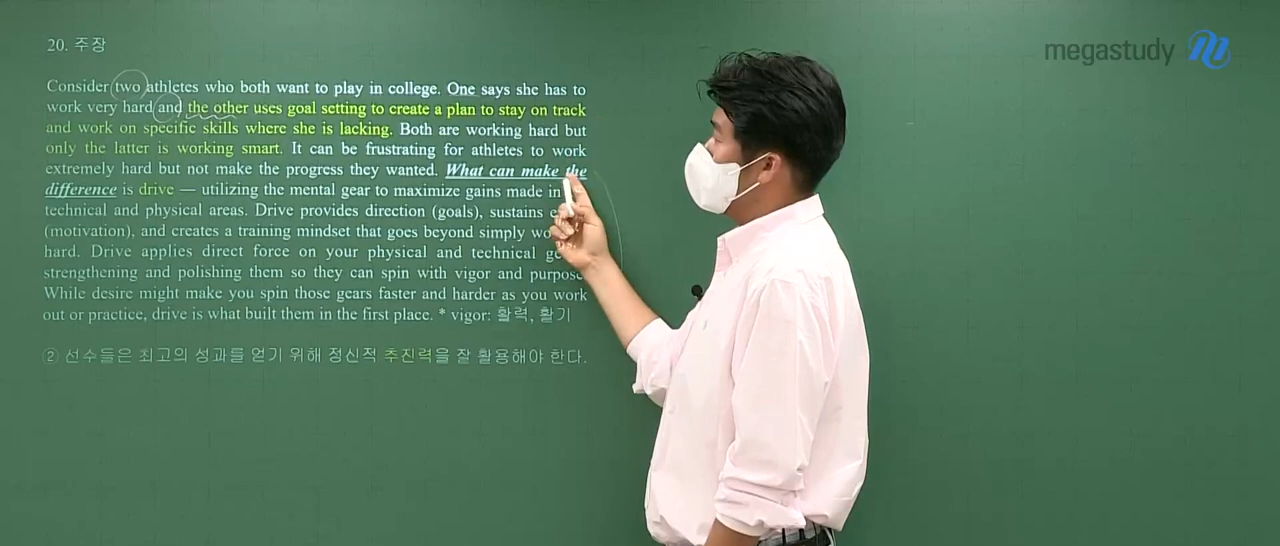 20. 주장
megastudy
Consider two athletes who both want to play in college. One says she has to
work very hard and the other uses goal setting to create a plan to stay on track
and work on specific skills where she is lacking. Both are working hard but
only the latter is working smart. It can be frustrating for athletes to work
extremely hard but not make the progress they wanted. What can make the
difference is drive — utilizing the mental gear to maximize gains made in
technical and physical areas. Drive provides direction (goals), sustains
(motivation), and creates a training mindset that goes beyond simply
hard. Drive applies direct force on your physical and technical
strengthening and polishing them so they can spin with vigor and purpose
While desire might make you spin those gears faster and harder as you work
out or practice, drive is what built them in the first place. * vigor: 활력, 활기
② 선수들은 최고의 성과를 얻기 위해 정신적 추진력을 잘 활용해야 한다.